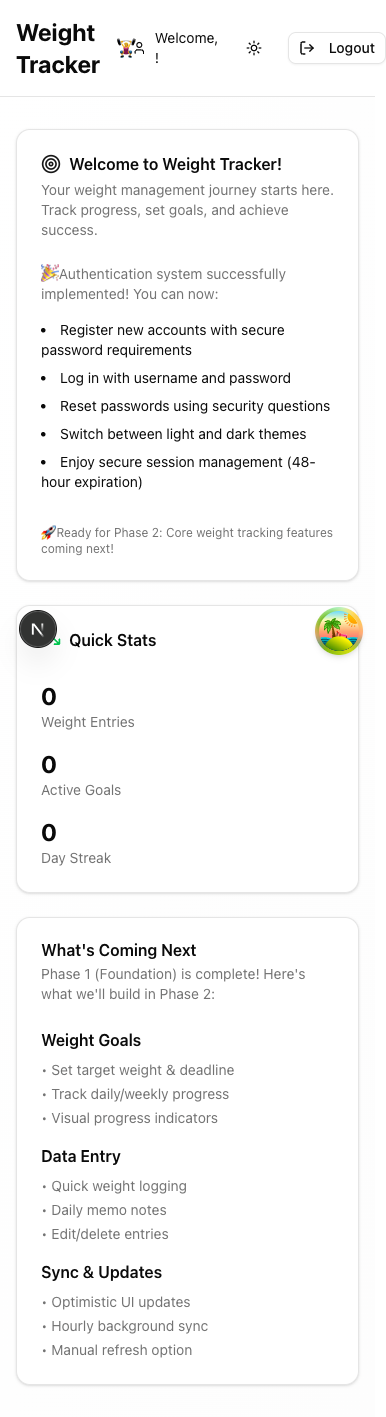 Weight
Tracker
Welcome,
!
Logout
Welcome to Weight Tracker!
Your weight management journey starts here.
Track progress, set goals, and achieve
success.
🎉Authentication system successfully
implemented! You can now:
• Register new accounts with secure
password requirements
• Log in with username and password
• Reset passwords using security questions
• Switch between light and dark themes
• Enjoy secure session management (48-
hour expiration)
🚀Ready for Phase 2: Core weight tracking features
coming next!
N
Quick Stats
0
Weight Entries
0
Active Goals
0
Day Streak
What's Coming Next
Phase 1 (Foundation) is complete! Here's
what we'll build in Phase 2:
Weight Goals
• Set target weight & deadline
• Track daily/weekly progress
• Visual progress indicators
Data Entry
• Quick weight logging
• Daily memo notes
• Edit/delete entries
Sync & Updates
• Optimistic UI updates
• Hourly background sync
• Manual refresh option